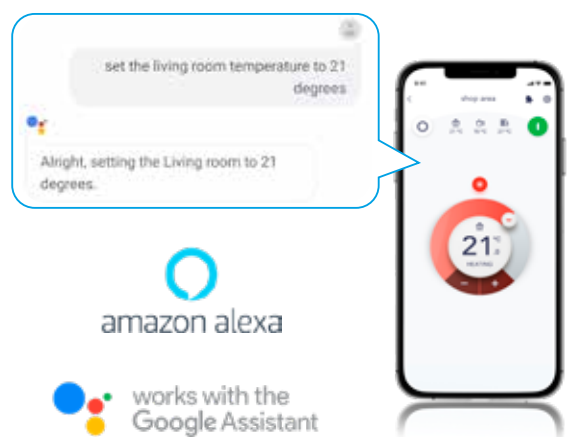 set the living room temperature to 21
degrees
Alright, setting the Living room to 21
degrees.
shop area
21 °C
HEATING
amazon alexa
works with the
Google Assistant